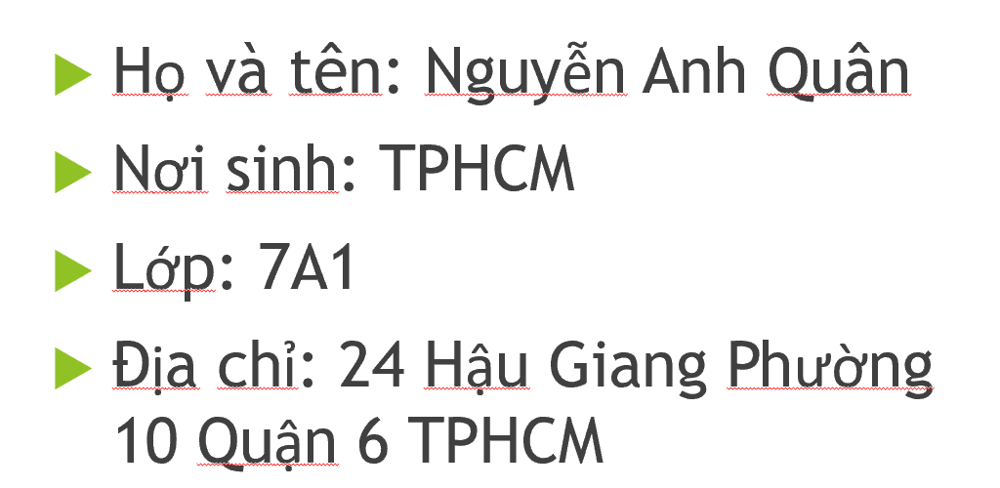 Họ và tên: Nguyễn Anh Quân
Nơi sinh: TPHCM
Lớp: 7A1
Địa chỉ: 24 Hậu Giang Phường
10 Quận 6 TPHCM